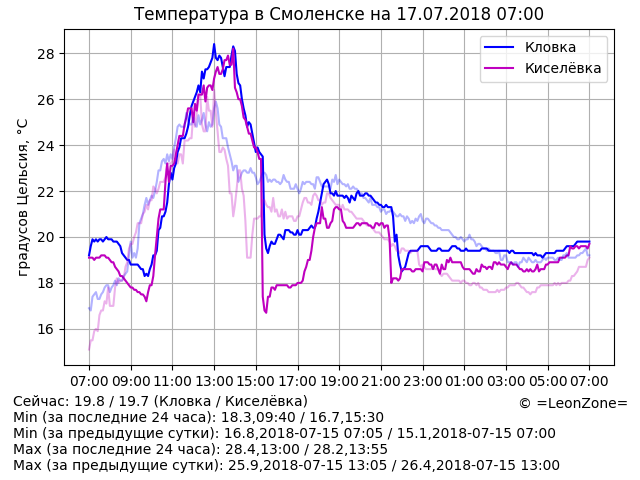 Температура в Смоленске на 17.07.2018 07:00
Кловка
Киселёвка
градусов Цельсия, °C
28
26
24
22
20
18
16
07:00 09:00 11:00 13:00 15:00 17:00 19:00 21:00 23:00 01:00 03:00 05:00 07:00
Сейчас: 19.8 / 19.7 (Кловка / Киселёвка)
© =LeonZone=
Min (за последние 24 часа): 18.3,09:40 / 16.7,15:30
Min (за предыдущие сутки): 16.8,2018-07-15 07:05 / 15.1,2018-07-15 07:00
Max (за последние 24 часа): 28.4,13:00 / 28.2,13:55
Max (за предыдущие сутки): 25.9,2018-07-15 13:05 / 26.4,2018-07-15 13:00